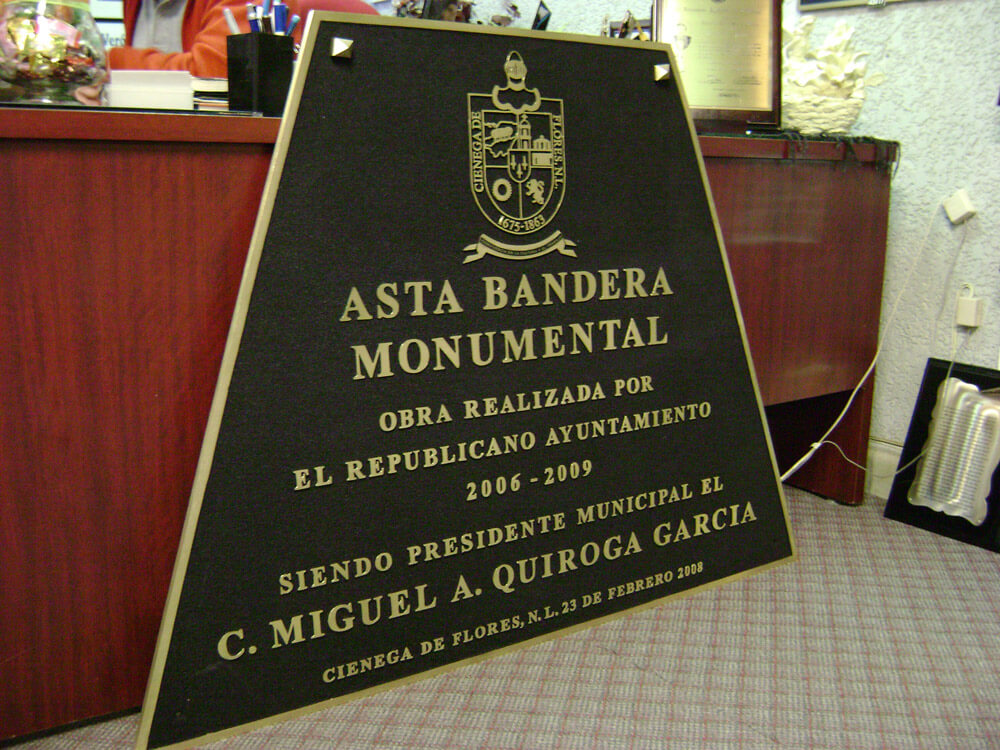 CIENEGA DE FLORES, N.L.
1675-1863
ASTA BANDERA
MONUMENTAL
OBRA REALIZADA POR
EL REPUBLICANO AYUNTAMIENTO
2006 - 2009
SIENDO PRESIDENTE MUNICIPAL EL
C. MIGUEL A. QUIROGA GARCIA
CIENEGA DE FLORES, N. L. 23 DE FEBRERO 2008